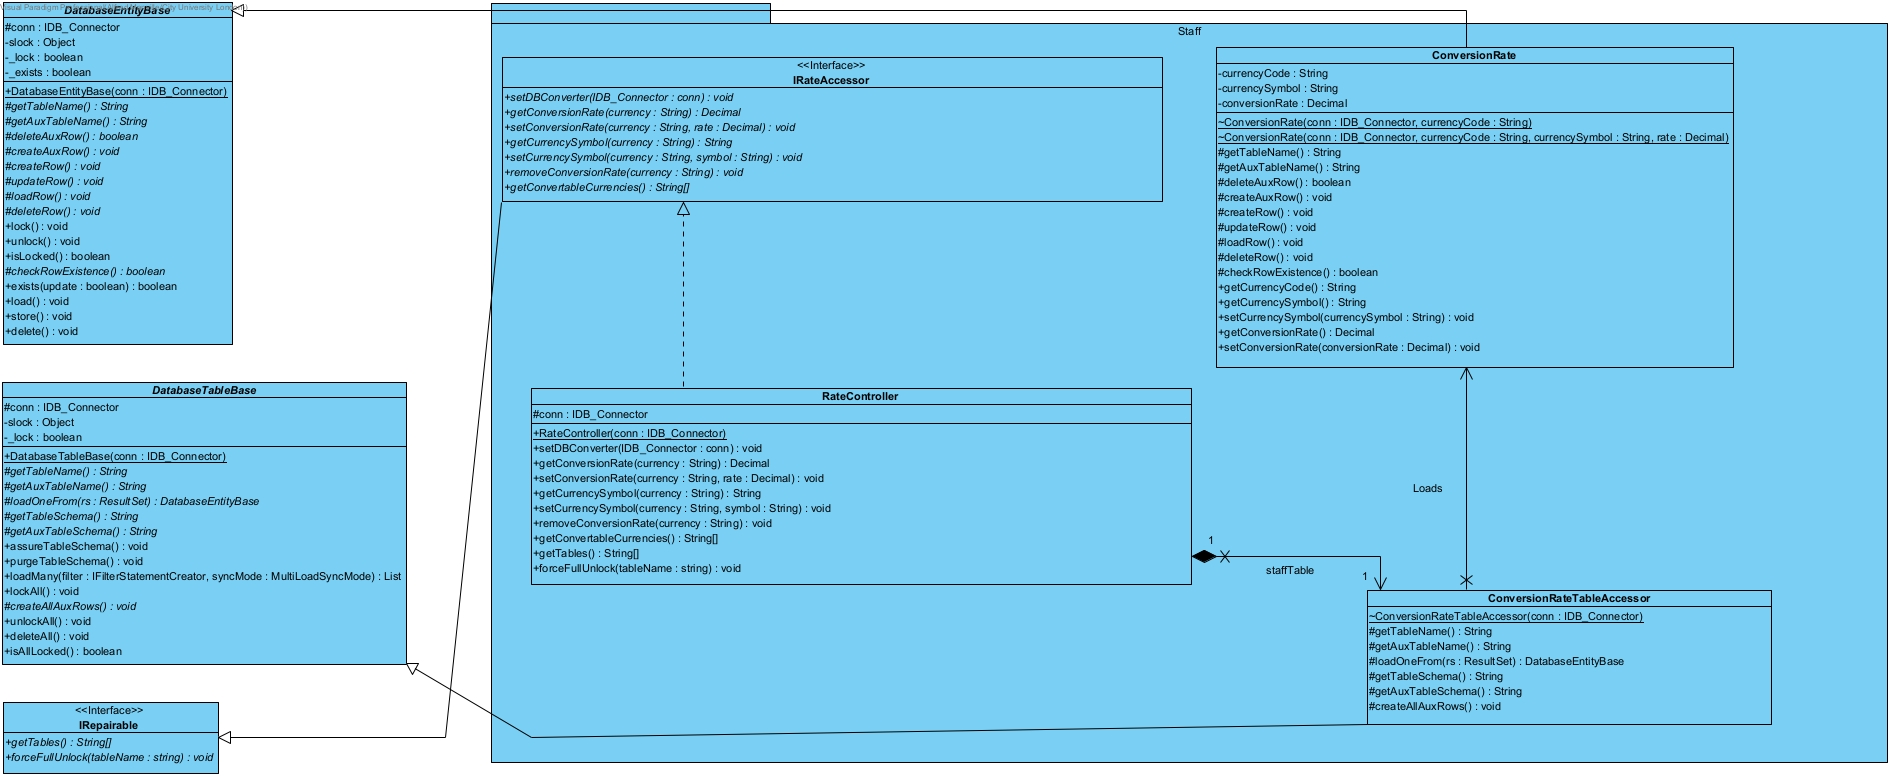 DatabaseEntityBase
#conn : IDB_Connector
-slock : Object
-_lock : boolean
-_exists : boolean
+DatabaseEntityBase(conn : IDB_Connector)
#getTableName() : String
#getAuxTableName() : String
#deleteAuxRow() : boolean
#createAuxRow() : void
#createRow() : void
#updateRow() : void
#loadRow() : void
#deleteRow() : void
+lock() : void
+unlock() : void
+isLocked() : boolean
#checkRowExistence() : boolean
+exists(update : boolean) : boolean
+load() : void
+store() : void
+delete() : void
DatabaseTableBase
#conn : IDB_Connector
-slock : Object
-_lock : boolean
+DatabaseTableBase(conn : IDB_Connector)
#getTableName() : String
#getAuxTableName() : String
#loadOneFrom(rs : ResultSet) : DatabaseEntityBase
#getTableSchema() : String
#getAuxTableSchema() : String
+assureTableSchema() : void
+purgeTableSchema() : void
+loadMany(filter : IFilterStatementCreator, syncMode : MultiLoadSyncMode) : List
+lockAll() : void
#createAllAuxRows() : void
+unlockAll() : void
+deleteAll() : void
+isAllLocked() : boolean
<<Interface>>
IRepairable
+getTables() : String[]
+forceFullUnlock(tableName : string) : void
Staff
<<Interface>>
IRateAccessor
+setDBConverter(IDB_Connector : conn) : void
+getConversionRate(currency : String) : Decimal
+setConversionRate(currency : String, rate : Decimal) : void
+getCurrencySymbol(currency : String) : String
+setCurrencySymbol(currency : String, symbol : String) : void
+removeConversionRate(currency : String) : void
+getConvertableCurrencies() : String[]
RateController
#conn : IDB_Connector
+RateController(conn : IDB_Connector)
+setDBConverter(IDB_Connector : conn) : void
+getConversionRate(currency : String) : Decimal
+setConversionRate(currency : String, rate : Decimal) : void
+getCurrencySymbol(currency : String) : String
+setCurrencySymbol(currency : String, symbol : String) : void
+removeConversionRate(currency : String) : void
+getConvertableCurrencies() : String[]
+getTables() : String[]
+forceFullUnlock(tableName : string) : void
1
staffTable
1
ConversionRate
-currencyCode : String
-currencySymbol : String
-conversionRate : Decimal
~ConversionRate(conn : IDB_Connector, currencyCode : String)
~ConversionRate(conn : IDB_Connector, currencyCode : String, currencySymbol : String, rate : Decimal)
#getTableName() : String
#getAuxTableName() : String
#deleteAuxRow() : boolean
#createAuxRow() : void
#createRow() : void
#updateRow() : void
#loadRow() : void
#deleteRow() : void
#checkRowExistence() : boolean
+getCurrencyCode() : String
+getCurrencySymbol() : String
+setCurrencySymbol(currencySymbol : String) : void
+getConversionRate() : Decimal
+setConversionRate(conversionRate : Decimal) : void
Loads
ConversionRateTableAccessor
~ConversionRateTableAccessor(conn : IDB_Connector)
#getTableName() : String
#getAuxTableName() : String
#loadOneFrom(rs : ResultSet) : DatabaseEntityBase
#getTableSchema() : String
#getAuxTableSchema() : String
#createAllAuxRows() : void